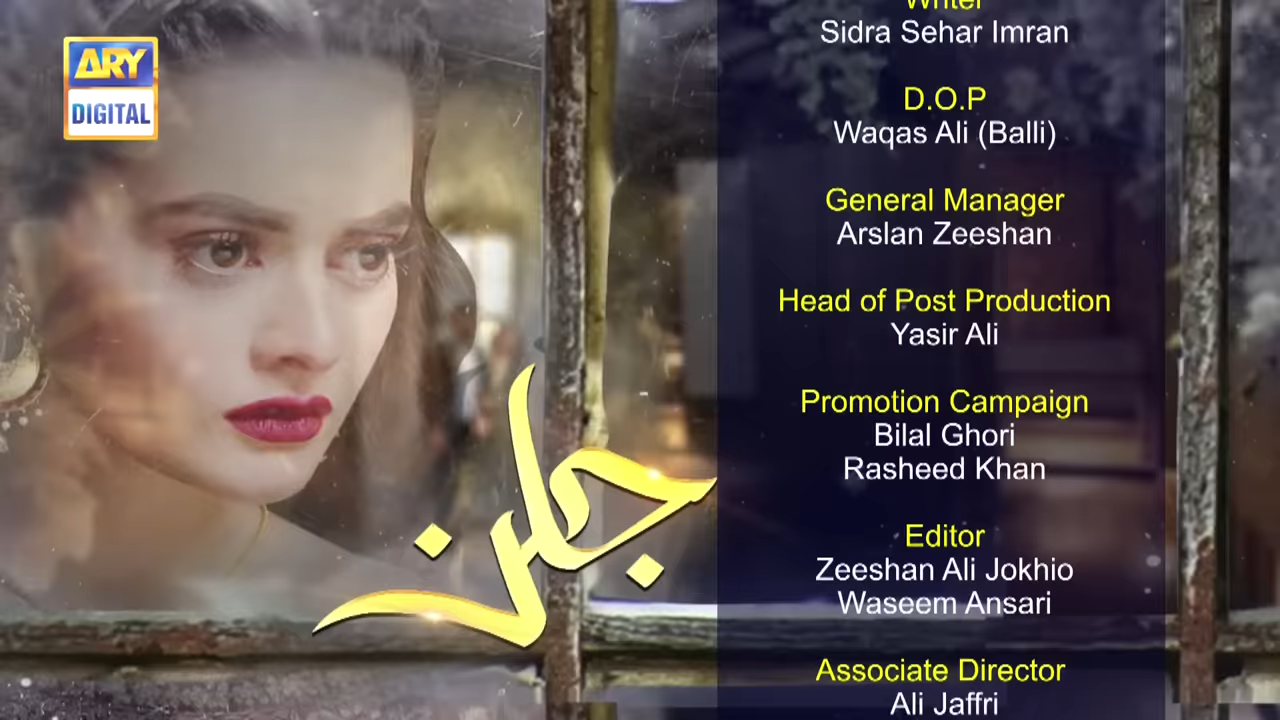 ARY
DIGITAL
جلن
Writer
Sidra Sehar Imran
D.O.P
Waqas Ali (Balli)
General Manager
Arslan Zeeshan
Head of Post Production
Yasir Ali
Promotion Campaign
Bilal Ghori
Rasheed Khan
Editor
Zeeshan Ali Jokhio
Waseem Ansari
Associate Director
Ali Jaffri